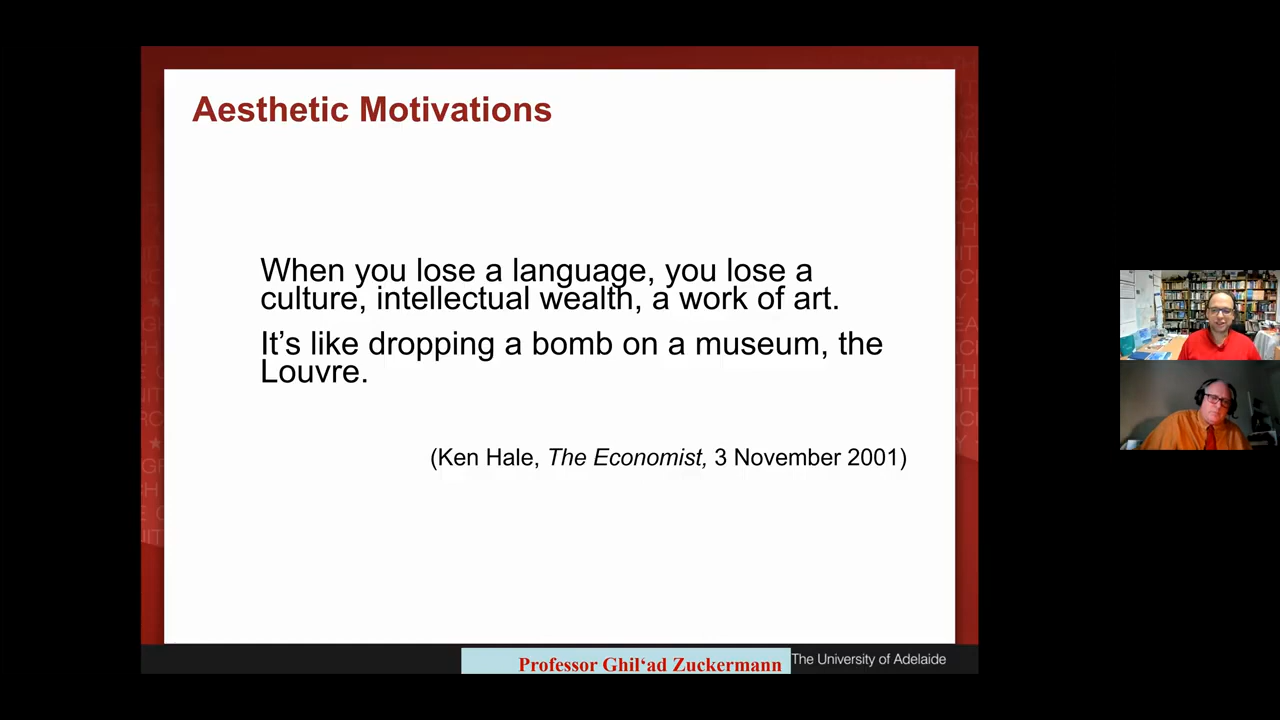 Aesthetic Motivations
When you lose a language, you lose a
culture, intellectual wealth, a work of art.
It’s like dropping a bomb on a museum, the
Louvre.
(Ken Hale, The Economist, 3 November 2001)
Professor Ghil‘ad Zuckermann
The University of Adelaide